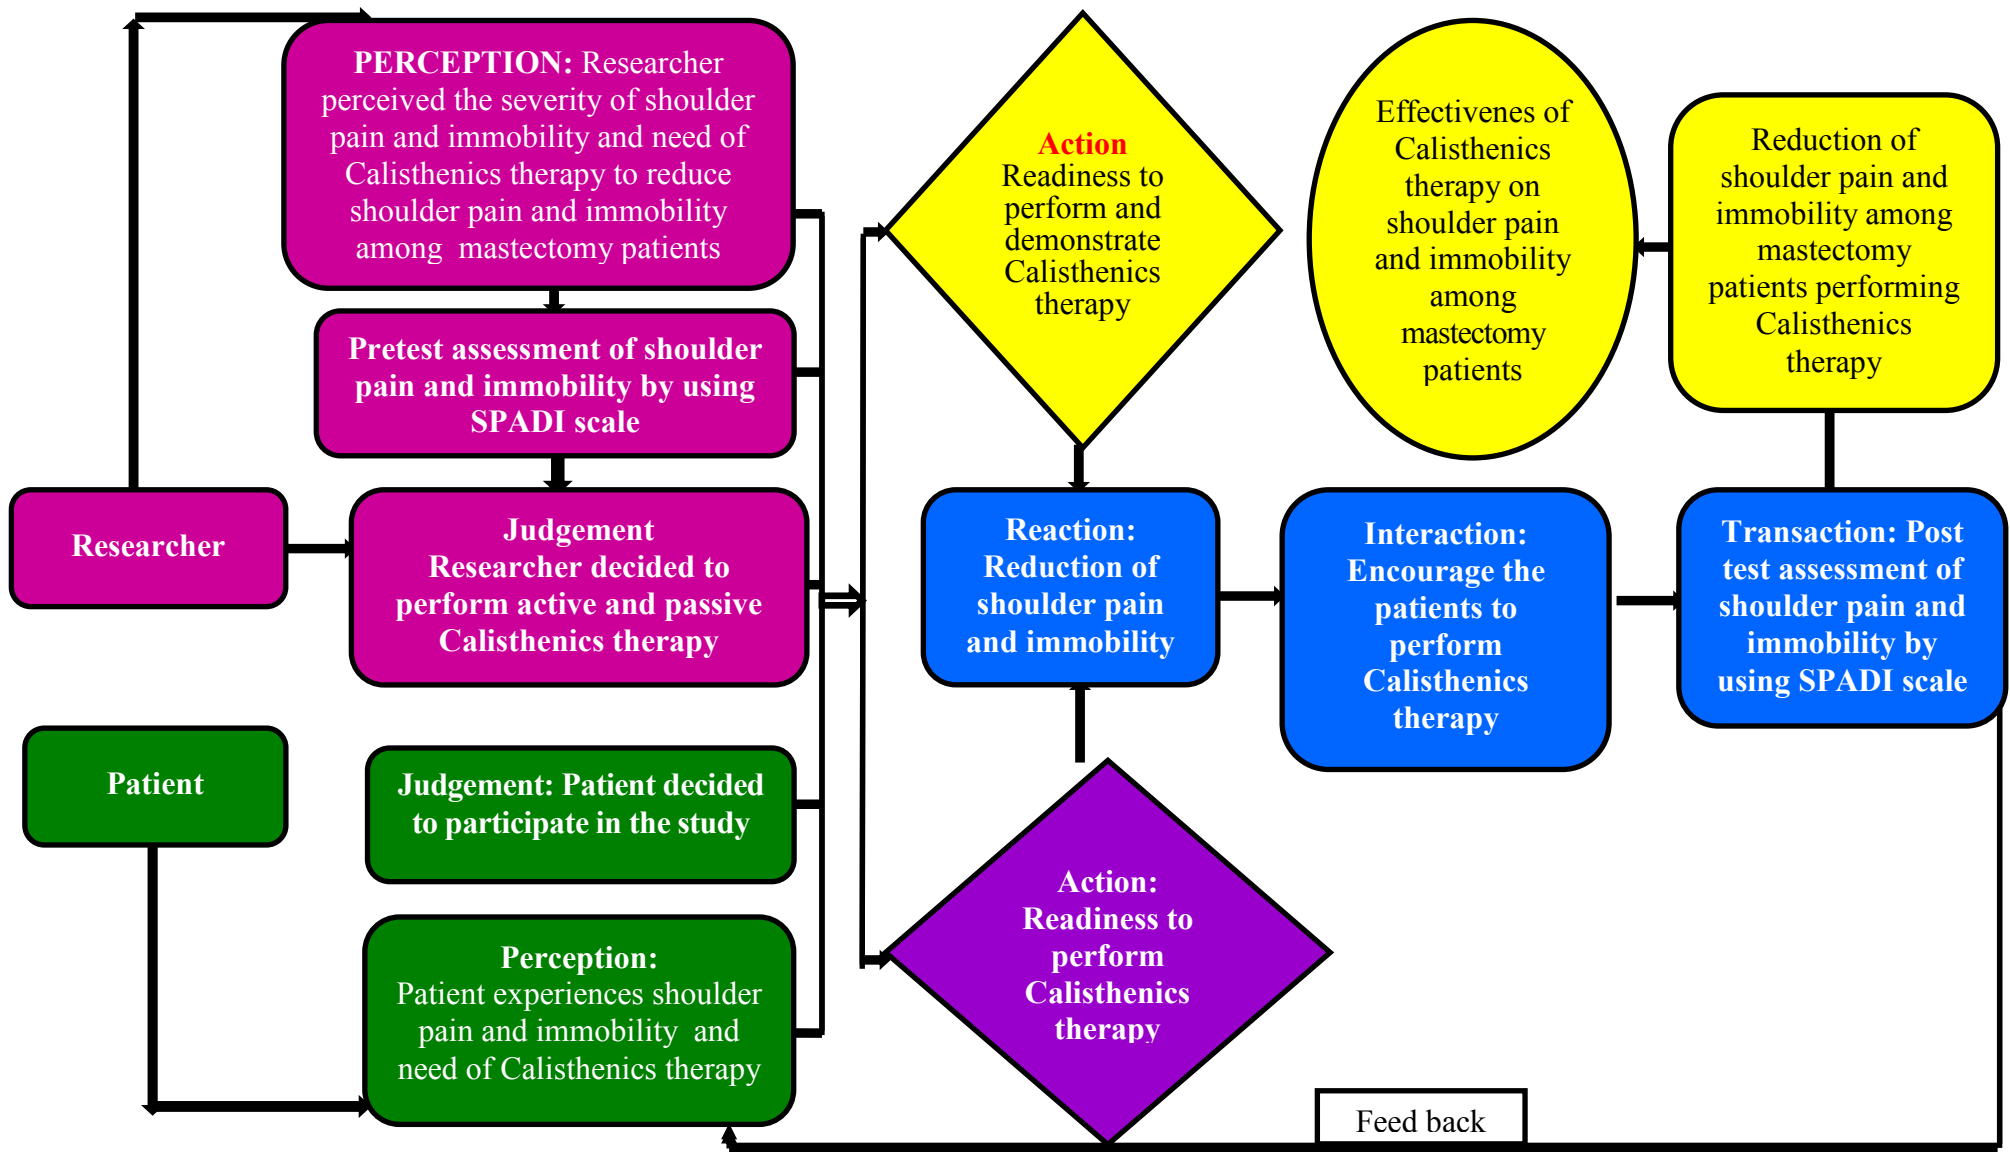 PERCEPTION: Researcher
perceived the severity of shoulder
pain and immobility and need of
Calisthenics therapy to reduce
shoulder pain and immobility
among mastectomy patients
Pretest assessment of shoulder
pain and immobility by using
SPADI scale
Researcher
Judgement
Researcher decided to
perform active and passive
Calisthenics therapy
Patient
Judgement: Patient decided
to participate in the study
Perception:
Patient experiences shoulder
pain and immobility and
need of Calisthenics therapy
Action
Readiness to
perform and
demonstrate
Calisthenics
therapy
Reaction:
Reduction of
shoulder pain
and immobility
Action:
Readiness to
perform
Calisthenics
therapy
Interaction:
Encourage the
patients to
perform
Calisthenics
therapy
Transaction: Post
test assessment of
shoulder pain and
immobility by
using SPADI scale
Reduction of
shoulder pain and
immobility among
mastectomy
patients performing
Calisthenics
therapy
Effectivenes of
Calisthenics
therapy on
shoulder pain
and immobility
among
mastectomy
patients
Feed back